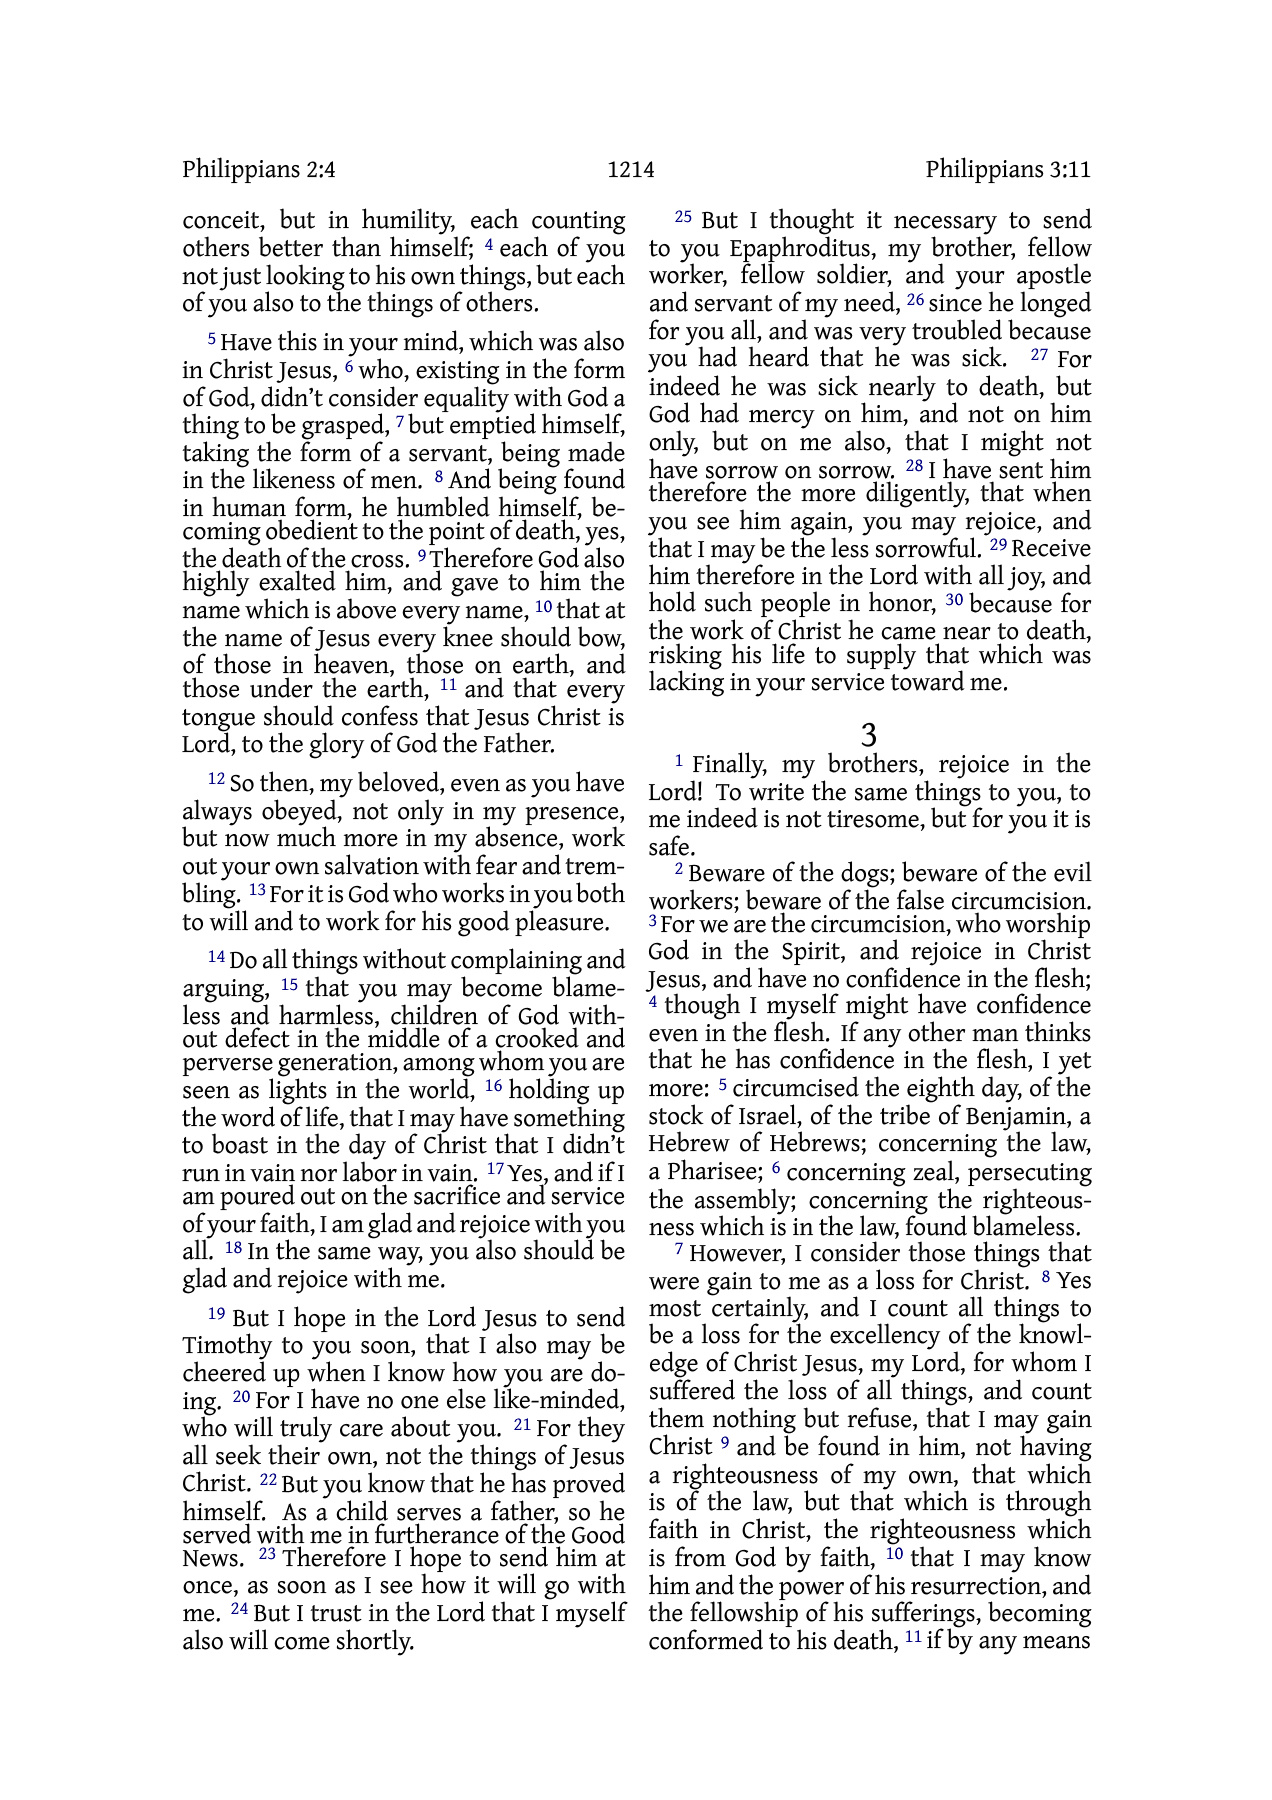 Philippians 2:4
1214
Philippians 3:11
conceit, but in humility, each counting
others better than himself; 4 each of you
not just looking to his own things, but each
of you also to the things of others.
5 Have this in your mind, which was also
in Christ Jesus, 6 who, existing in the form
of God, didn’t consider equality with God a
thing to be grasped, 7 but emptied himself,
taking the form of a servant, being made
in the likeness of men. 8 And being found
in human form, he humbled himself, be-
coming obedient to the point of death, yes,
the death of the cross. 9 Therefore God also
highly exalted him, and gave to him the
name which is above every name, 10 that at
the name of Jesus every knee should bow,
of those in heaven, those on earth, and
those under the earth, 11 and that every
tongue should confess that Jesus Christ is
Lord, to the glory of God the Father.
12 So then, my beloved, even as you have
always obeyed, not only in my presence,
but now much more in my absence, work
out your own salvation with fear and trem-
bling. 13 For it is God who works in you both
to will and to work for his good pleasure.
14 Do all things without complaining and
arguing, 15 that you may become blame-
less and harmless, children of God with-
out defect in the middle of a crooked and
perverse generation, among whom you are
seen as lights in the world, 16 holding up
the word of life, that I may have something
to boast in the day of Christ that I didn’t
run in vain nor labor in vain. 17 Yes, and if I
am poured out on the sacrifice and service
of your faith, I am glad and rejoice with you
all. 18 In the same way, you also should be
glad and rejoice with me.
19 But I hope in the Lord Jesus to send
Timothy to you soon, that I also may be
cheered up when I know how you are do-
ing. 20 For I have no one else like-minded,
who will truly care about you. 21 For they
all seek their own, not the things of Jesus
Christ. 22 But you know that he has proved
himself. As a child serves a father, so he
served with me in furtherance of the Good
News. 23 Therefore I hope to send him at
once, as soon as I see how it will go with
me. 24 But I trust in the Lord that I myself
also will come shortly.
25 But I thought it necessary to send
to you Epaphroditus, my brother, fellow
worker, fellow soldier, and your apostle
and servant of my need, 26 since he longed
for you all, and was very troubled because
you had heard that he was sick. 27 For
indeed he was sick nearly to death, but
God had mercy on him, and not on him
only, but on me also, that I might not
have sorrow on sorrow. 28 I have sent him
therefore the more diligently, that when
you see him again, you may rejoice, and
that I may be the less sorrowful. 29 Receive
him therefore in the Lord with all joy, and
hold such people in honor, 30 because for
the work of Christ he came near to death,
risking his life to supply that which was
lacking in your service toward me.
3
1 Finally, my brothers, rejoice in the
Lord! To write the same things to you, to
me indeed is not tiresome, but for you it is
safe.
2 Beware of the dogs; beware of the evil
workers; beware of the false circumcision.
3 For we are the circumcision, who worship
God in the Spirit, and rejoice in Christ
Jesus, and have no confidence in the flesh;
4 though I myself might have confidence
even in the flesh. If any other man thinks
that he has confidence in the flesh, I yet
more: 5 circumcised the eighth day, of the
stock of Israel, of the tribe of Benjamin, a
Hebrew of Hebrews; concerning the law,
a Pharisee; 6 concerning zeal, persecuting
the assembly; concerning the righteous-
ness which is in the law, found blameless.
7 However, I consider those things that
were gain to me as a loss for Christ. 8 Yes
most certainly, and I count all things to
be a loss for the excellency of the knowl-
edge of Christ Jesus, my Lord, for whom I
suffered the loss of all things, and count
them nothing but refuse, that I may gain
Christ 9 and be found in him, not having
a righteousness of my own, that which
is of the law, but that which is through
faith in Christ, the righteousness which
is from God by faith, 10 that I may know
him and the power of his resurrection, and
the fellowship of his sufferings, becoming
conformed to his death, 11 if by any means